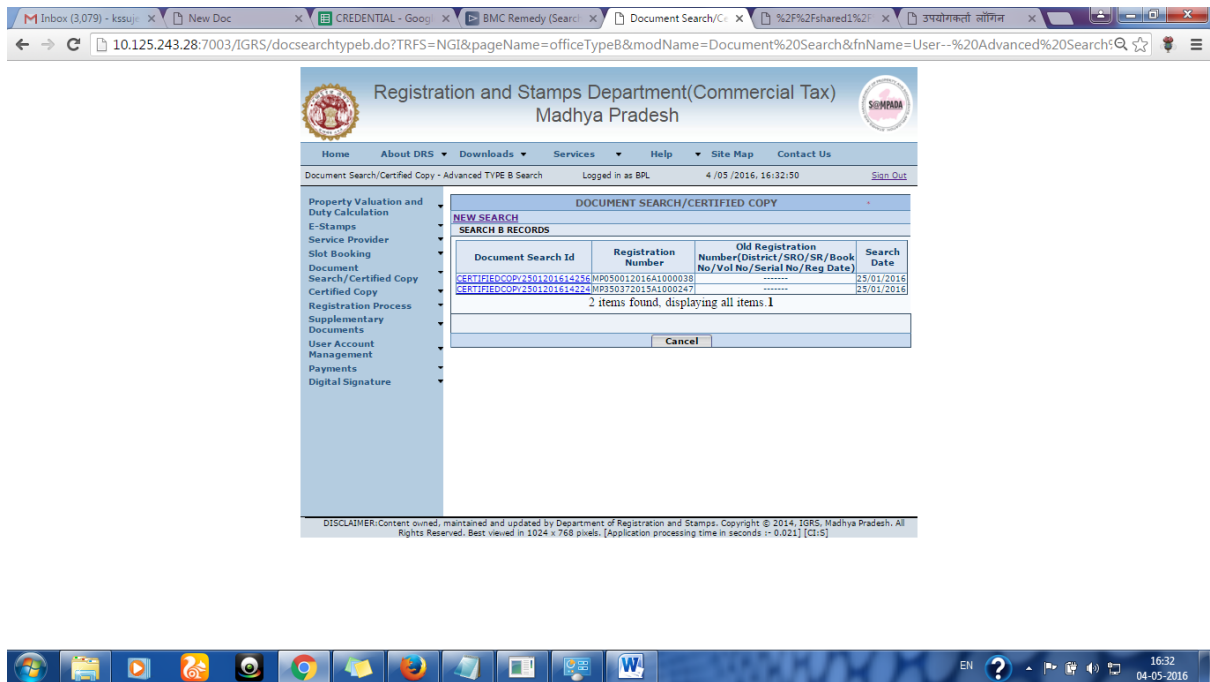 Inbox (3,079) - kssuje
New Doc
CREDENTIAL - Goog
BMC Remedy (Search
Document Search/Ce
%2F%2Fshared1%2F
उपयोगकर्ता लॉगिन
10.125.243.28:7003/IGRS/docsearchtypeb.do?TRFS=NGI&pageName=officeTypeB&modName=Document%20Search&fnName=User--%20Advanced%20Search%
Registration and Stamps Department(Commercial Tax)
Madhya Pradesh
S@MPADA
Home About DRS Downloads Services Help Site Map Contact Us
Document Search/Certified Copy - Advanced TYPE B Search Logged in as BPL 4 /05 /2016, 16:32:50 Sign Out
Property Valuation and
Duty Calculation
E-Stamps
Service Provider
Slot Booking
Document
Search/Certified Copy
Certified Copy
Registration Process
Supplementary
Documents
User Account
Management
Payments
Digital Signature
DOCUMENT SEARCH/CERTIFIED COPY *
NEW SEARCH
SEARCH B RECORDS
Document Search Id
Registration
Number
Old Registration
Number(District/SRO/SR/Book
No/Vol No/Serial No/Reg Date)
Search
Date
CERTIFIEDCOPY2501201614256 MP050012016A1000038 ------- 25/01/2016
CERTIFIEDCOPY2501201614224 MP350372015A1000247 ------- 25/01/2016
2 items found, displaying all items.1
Cancel
DISCLAIMER:Content owned, maintained and updated by Department of Registration and Stamps. Copyright © 2014, IGRS, Madhya Pradesh. All
Rights Reserved. Best viewed in 1024 x 768 pixels. [Application processing time in seconds :- 0.021] [CI:S]
EN
16:32
04-05-2016